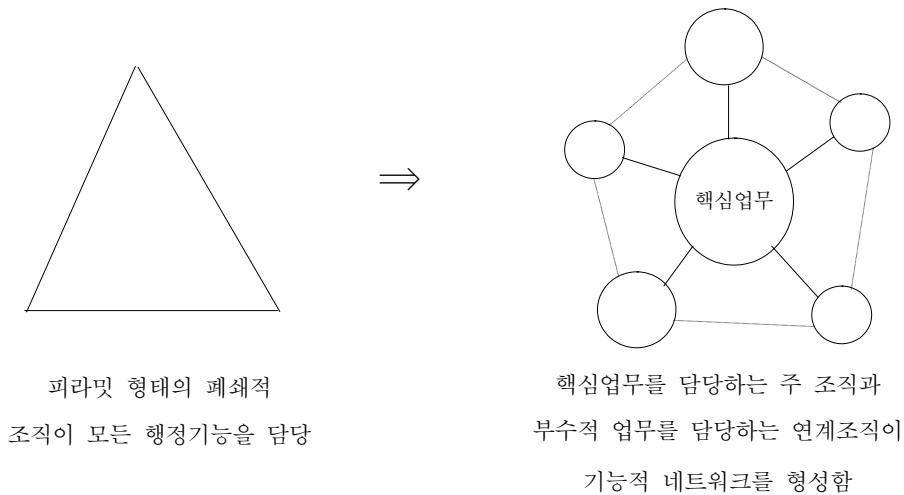 핵심업무
피라밋 형태의 폐쇄적
조직이 모든 행정기능을 담당
핵심업무를 담당하는 주 조직과
부수적 업무를 담당하는 연계조직이
기능적 네트워크를 형성함